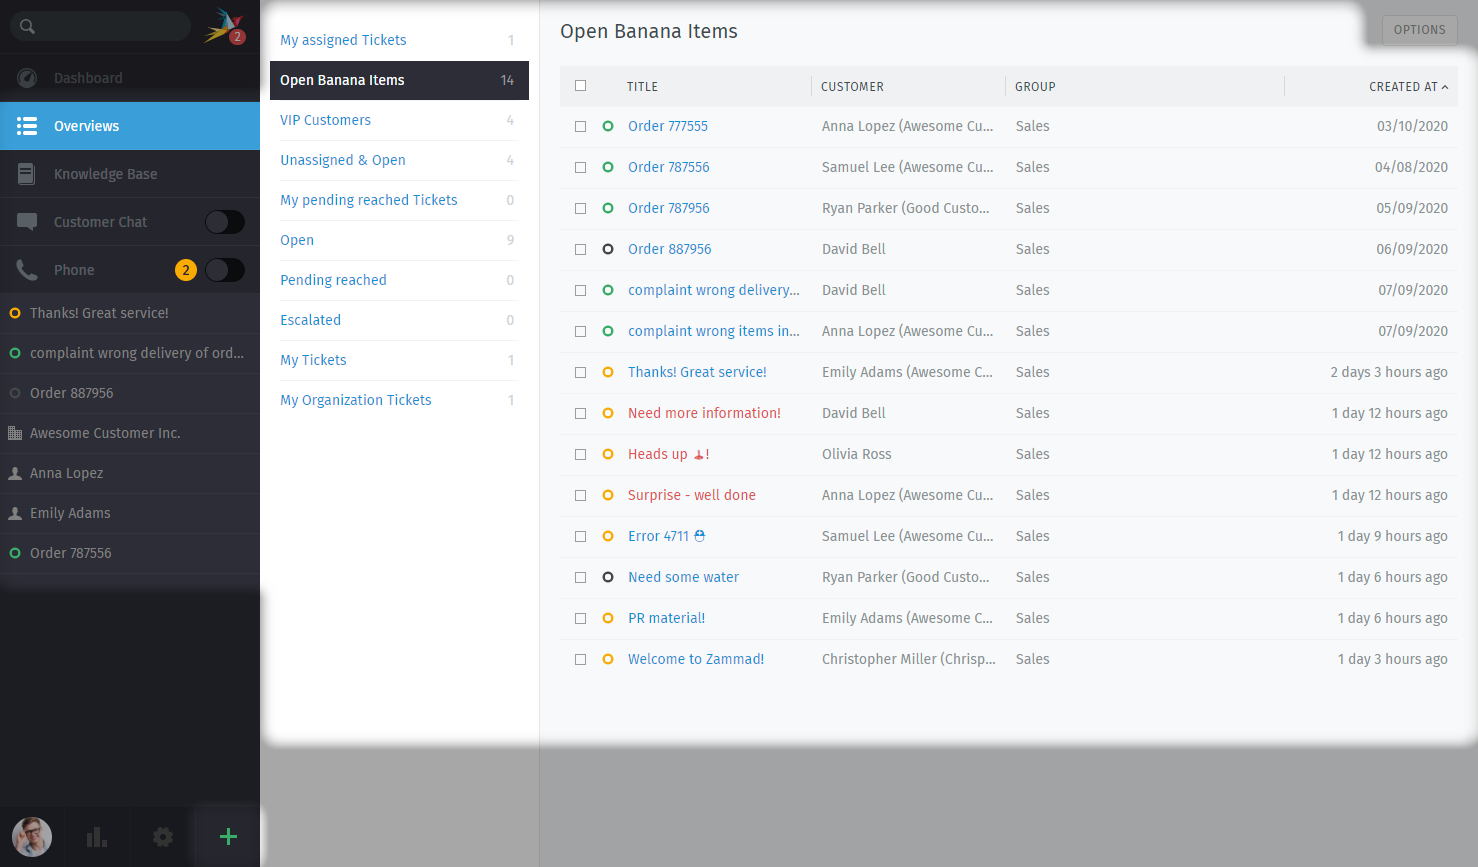 2
Dashboard
Overviews
Knowledge Base
Customer Chat
Phone 2
Thanks! Great service!
complaint wrong delivery of ord...
Order 887956
Awesome Customer Inc.
Anna Lopez
Emily Adams
Order 787556
My assigned Tickets 1
Open Banana Items 14
VIP Customers 4
Unassigned & Open 4
My pending reached Tickets 0
Open 9
Pending reached 0
Escalated 0
My Tickets 1
My Organization Tickets 1
Open Banana Items
OPTIONS
TITLE CUSTOMER GROUP CREATED AT
Order 777555 Anna Lopez (Awesome Cu... Sales 03/10/2020
Order 787556 Samuel Lee (Awesome Cu... Sales 04/08/2020
Order 787956 Ryan Parker (Good Custo... Sales 05/09/2020
Order 887956 David Bell Sales 06/09/2020
complaint wrong delivery... David Bell Sales 07/09/2020
complaint wrong items in... Anna Lopez (Awesome Cu... Sales 07/09/2020
Thanks! Great service! Emily Adams (Awesome C... Sales 2 days 3 hours ago
Need more information! David Bell Sales 1 day 12 hours ago
Heads up ! Olivia Ross Sales 1 day 12 hours ago
Surprise - well done Anna Lopez (Awesome Cu... Sales 1 day 12 hours ago
Error 4711 Samuel Lee (Awesome Cu... Sales 1 day 9 hours ago
Need some water Ryan Parker (Good Custo... Sales 1 day 6 hours ago
PR material! Emily Adams (Awesome C... Sales 1 day 6 hours ago
Welcome to Zammad! Christopher Miller (Chrisp... Sales 1 day 3 hours ago